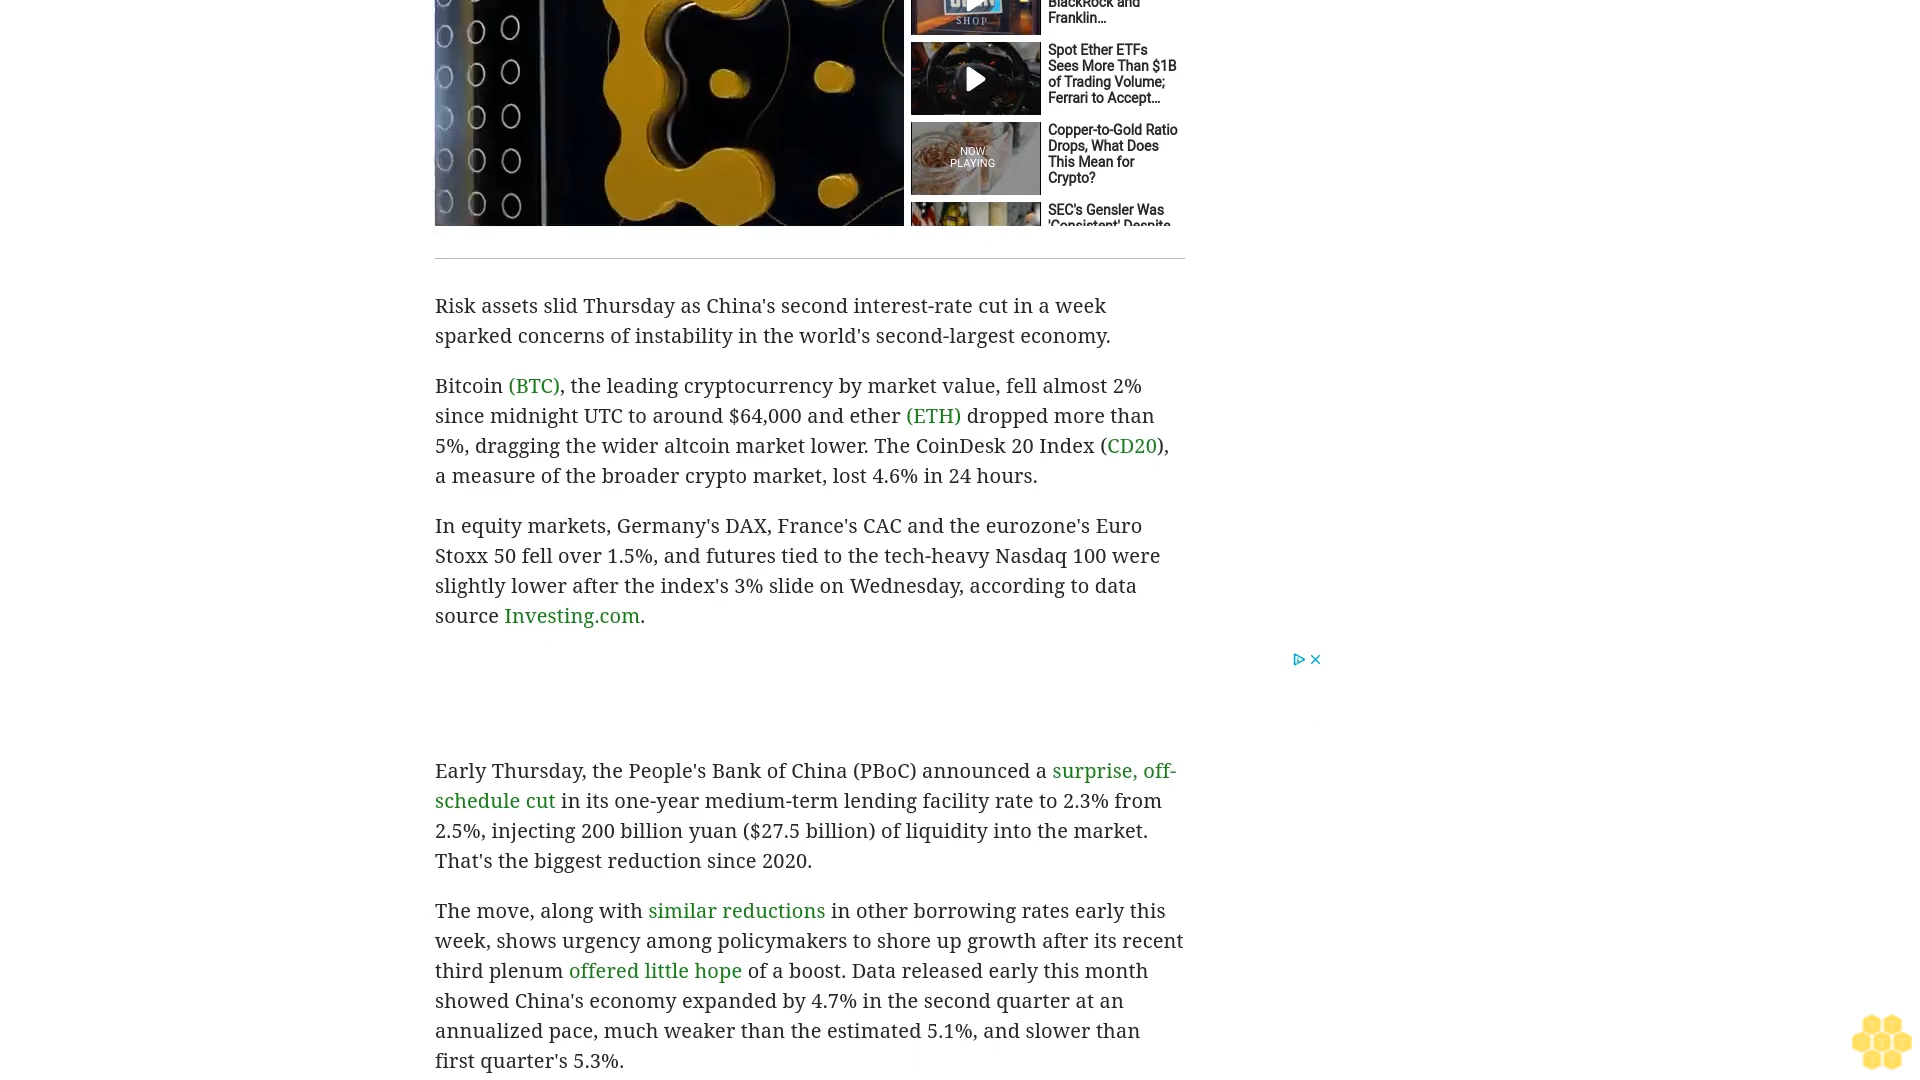 SHOP
BlackRock and
Franklin...
Spot Ether ETFs
Sees More Than $1B
of Trading Volume;
Ferrari to Accept...
NOW
PLAYING
Copper-to-Gold Ratio
Drops, What Does
This Mean for
Crypto?
SEC's Gensler Was
'Consistent' Despite
Risk assets slid Thursday as China's second interest-rate cut in a week
sparked concerns of instability in the world's second-largest economy.
Bitcoin (BTC), the leading cryptocurrency by market value, fell almost 2%
since midnight UTC to around $64,000 and ether (ETH) dropped more than
5%, dragging the wider altcoin market lower. The CoinDesk 20 Index (CD20),
a measure of the broader crypto market, lost 4.6% in 24 hours.
In equity markets, Germany's DAX, France's CAC and the eurozone's Euro
Stoxx 50 fell over 1.5%, and futures tied to the tech-heavy Nasdaq 100 were
slightly lower after the index's 3% slide on Wednesday, according to data
source Investing.com.
Early Thursday, the People's Bank of China (PBoC) announced a surprise, off-
schedule cut in its one-year medium-term lending facility rate to 2.3% from
2.5%, injecting 200 billion yuan ($27.5 billion) of liquidity into the market.
That's the biggest reduction since 2020.
The move, along with similar reductions in other borrowing rates early this
week, shows urgency among policymakers to shore up growth after its recent
third plenum offered little hope of a boost. Data released early this month
showed China's economy expanded by 4.7% in the second quarter at an
annualized pace, much weaker than the estimated 5.1%, and slower than
first quarter's 5.3%.